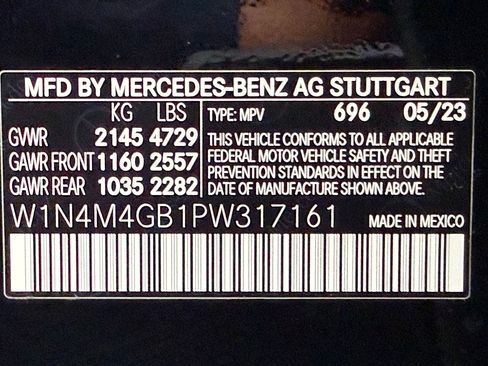 MFD BY MERCEDES-BENZ AG STUTTGART
KG LBS
GVWR 2145 4729
GAWR FRONT 1160 2557
GAWR REAR 1035 2282
TYPE: MPV 696 05/23
THIS VEHICLE CONFORMS TO ALL APPLICABLE
FEDERAL MOTOR VEHICLE SAFETY AND THEFT
PREVENTION STANDARDS IN EFFECT ON THE
DATE OF MANUFACTURE SHOWN ABOVE.
W1N4M4GB1PW317161 MADE IN MEXICO